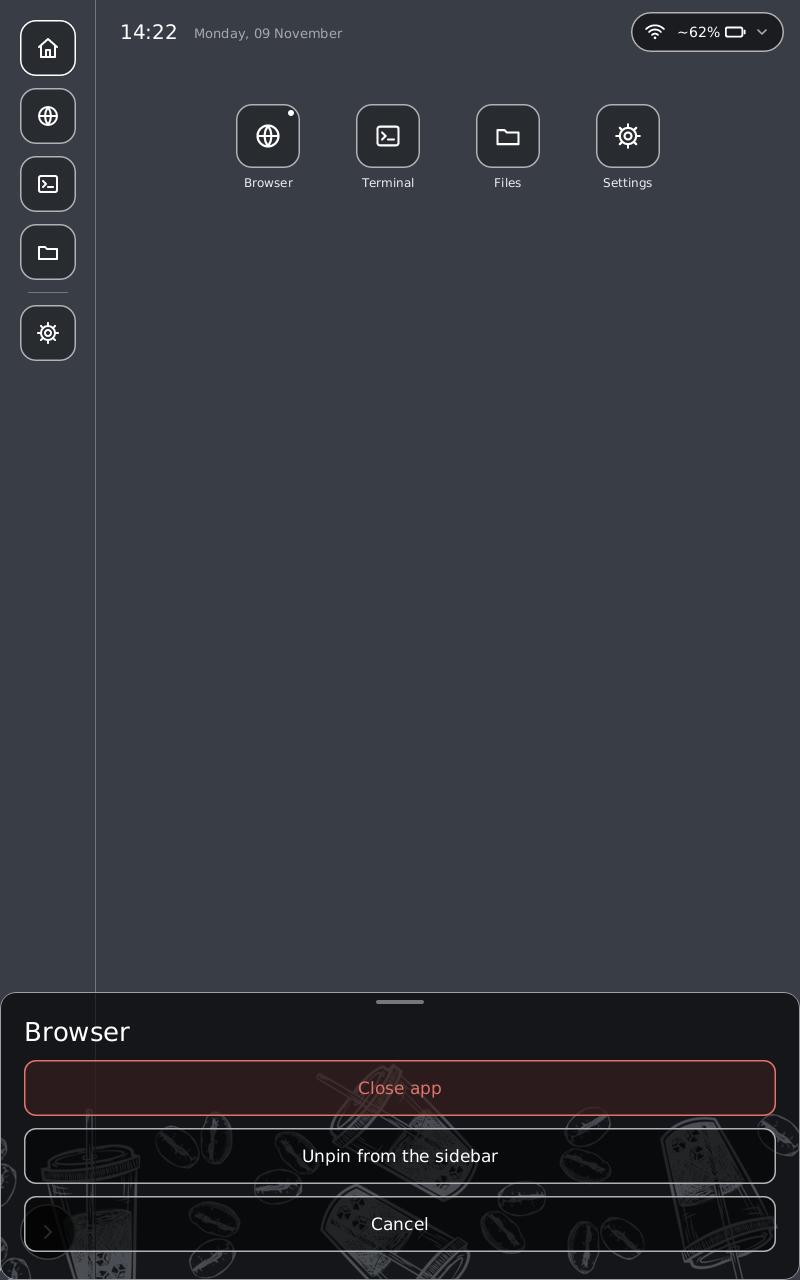 14:22 Monday, 09 November ~62%
Browser Terminal Files Settings
Browser
Close app
Unpin from the sidebar
Cancel